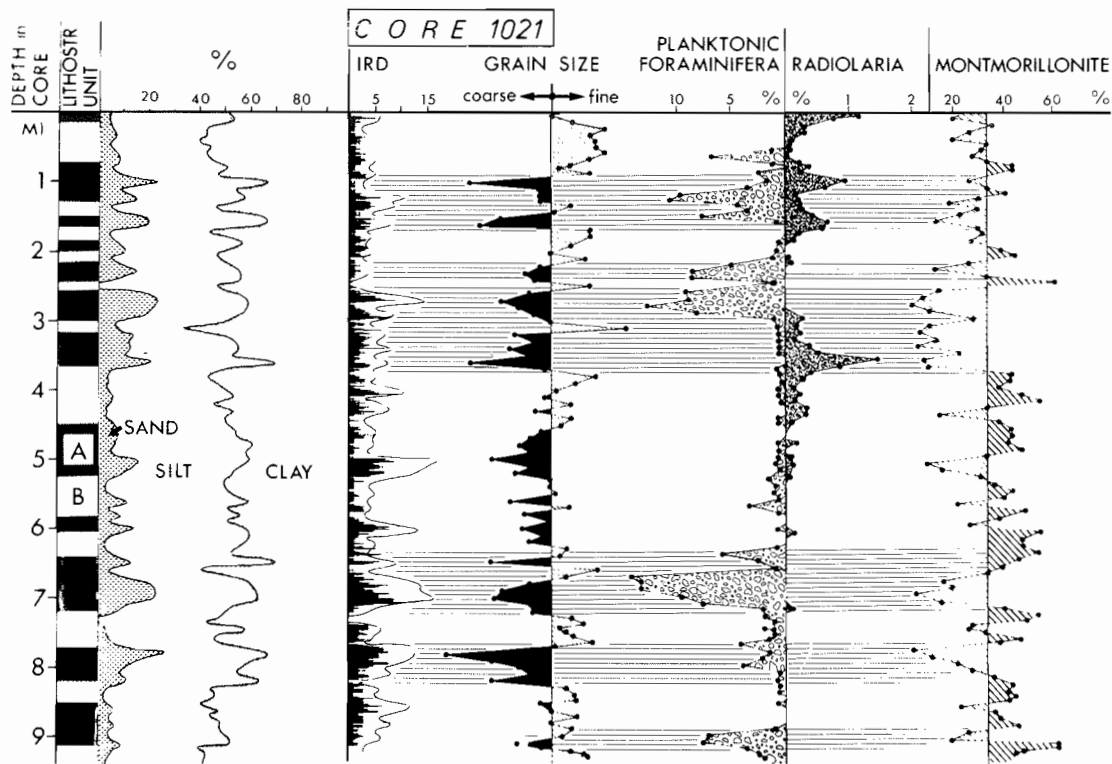 CORE 1021
DEPTH in CORE
LITHOSTR UNIT
%
IRD
GRAIN SIZE
coarse fine
PLANKTONIC FORAMINIFERA
RADIOLARIA
MONTMORILLONITE
20 40 60 80
5 15
10 5 %
% 1 2
20 40 60 %
M
1
2
3
4
SAND
A
5
SILT CLAY
B
6
7
8
9